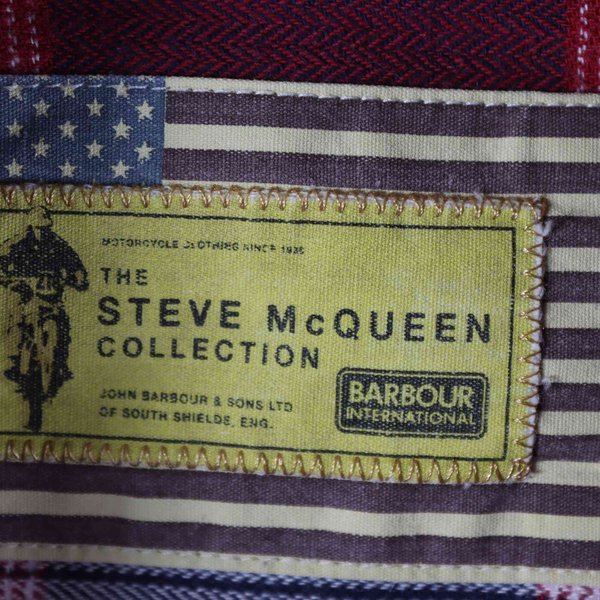 MOTORCYCLE CLOTHING SINCE 1936
THE
STEVE McQUEEN
COLLECTION
JOHN BARBOUR & SONS LTD
OF SOUTH SHIELDS, ENG.
BARBOUR
INTERNATIONAL